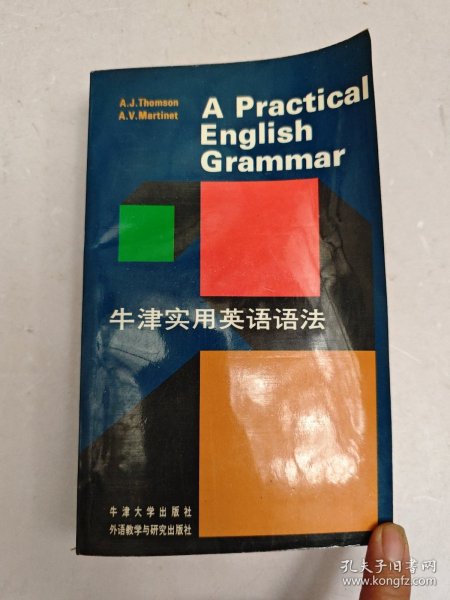 A.J.Thomson
A.V.Martinet
A Practical
English
Grammar
牛津实用英语语法
牛津大学出版社
外语教学与研究出版社
孔夫子旧书网
www.kongfz.com